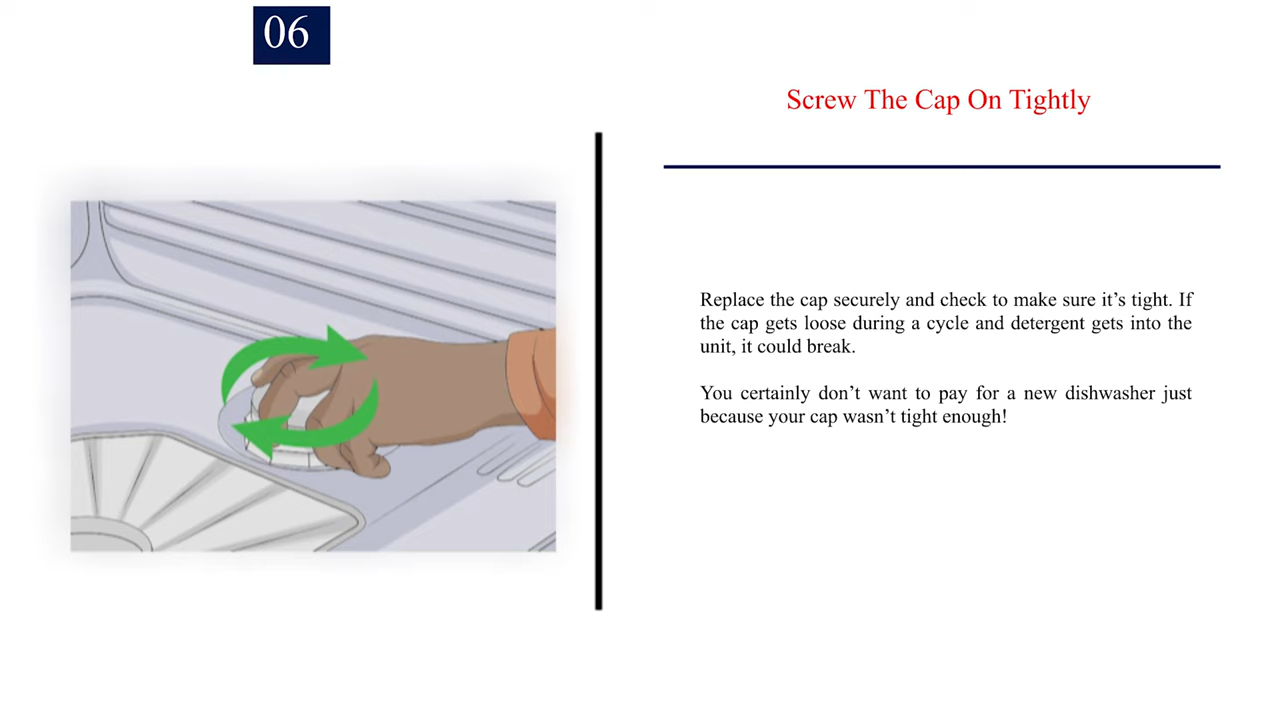 06
Screw The Cap On Tightly
Replace the cap securely and check to make sure it’s tight. If
the cap gets loose during a cycle and detergent gets into the
unit, it could break.
You certainly don’t want to pay for a new dishwasher just
because your cap wasn’t tight enough!